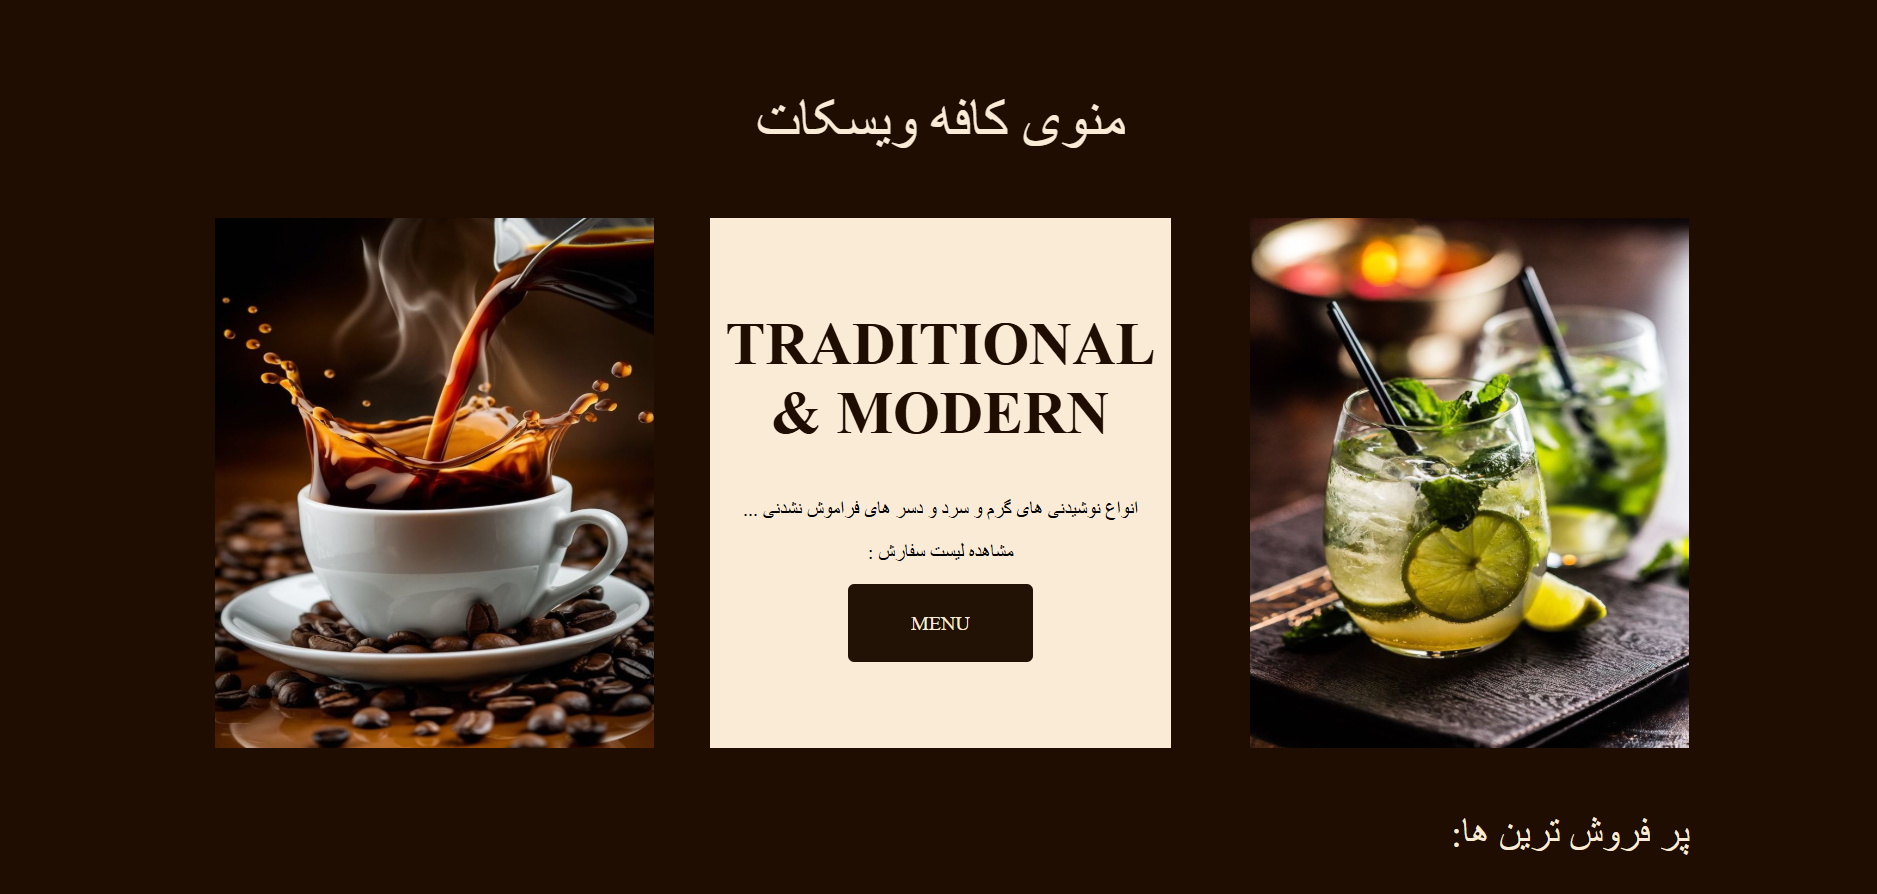 منوی کافه ویسکات
TRADITIONAL
& MODERN
انواع نوشیدنی های گرم و سرد و دسر های فراموش نشدنی ...
مشاهده لیست سفارش :
MENU
پر فروش ترین ها: